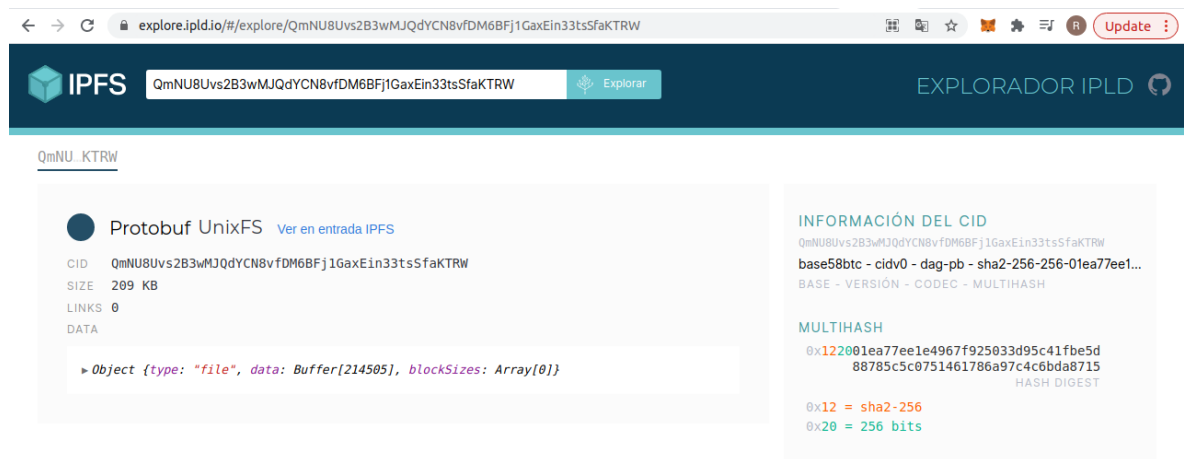 explore.ipld.io/#/explore/QmNU8Uvs2B3wMJQdYCN8vfDM6BFj1GaxEin33tsSfaKTRW
R
Update
IPFS
QmNU8Uvs2B3wMJQdYCN8vfDM6BFj1GaxEin33tsSfaKTRW
Explorar
EXPLORADOR IPLD
QmNU…KTRW
Protobuf UnixFS Ver en entrada IPFS
CID QmNU8Uvs2B3wMJQdYCN8vfDM6BFj1GaxEin33tsSfaKTRW
SIZE 209 KB
LINKS 0
DATA
▶ Object {type: "file", data: Buffer[214505], blockSizes: Array[0]}
INFORMACIÓN DEL CID
QmNU8Uvs2B3wMJQdYCN8vfDM6BFj1GaxEin33tsSfaKTRW
base58btc - cidv0 - dag-pb - sha2-256-256-01ea77ee1...
BASE - VERSIÓN - CODEC - MULTIHASH
MULTIHASH
0x122001ea77ee1e4967f925033d95c41fbe5d
88785c5c0751461786a97c4c6bda8715
HASH DIGEST
0x12 = sha2-256
0x20 = 256 bits